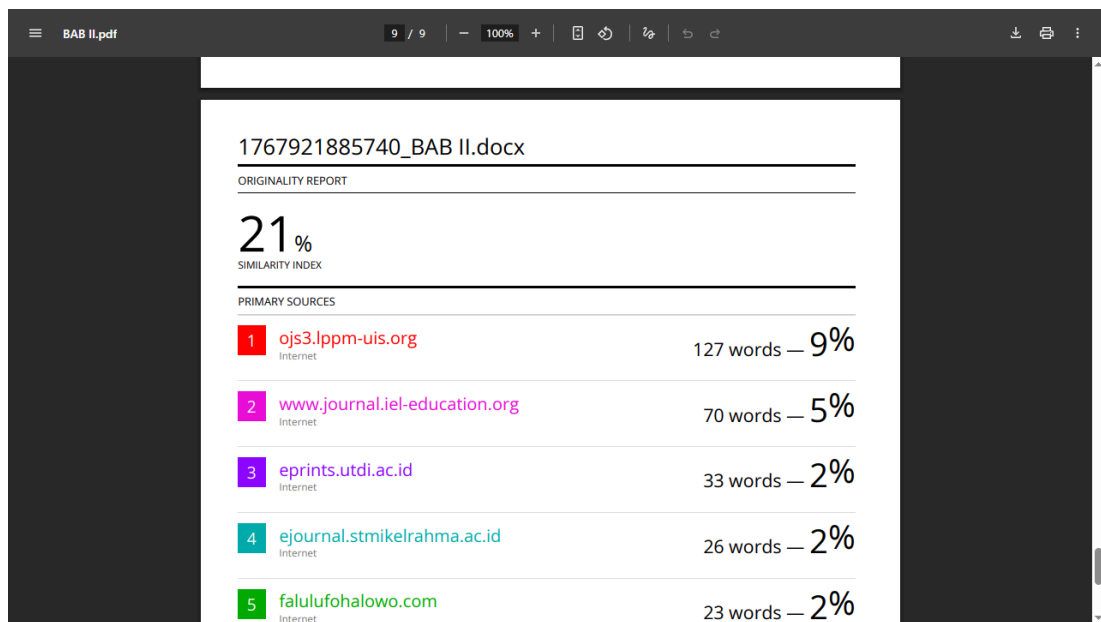 BAB II.pdf
9 / 9
100%
1767921885740_BAB II.docx
ORIGINALITY REPORT
21%
SIMILARITY INDEX
PRIMARY SOURCES
1 ojs3.lppm-uis.org 127 words — 9%
Internet
2 www.journal.iel-education.org 70 words — 5%
Internet
3 eprints.utdi.ac.id 33 words — 2%
Internet
4 ejournal.stmikelrahma.ac.id 26 words — 2%
Internet
5 falulufohalowo.com 23 words — 2%
Internet